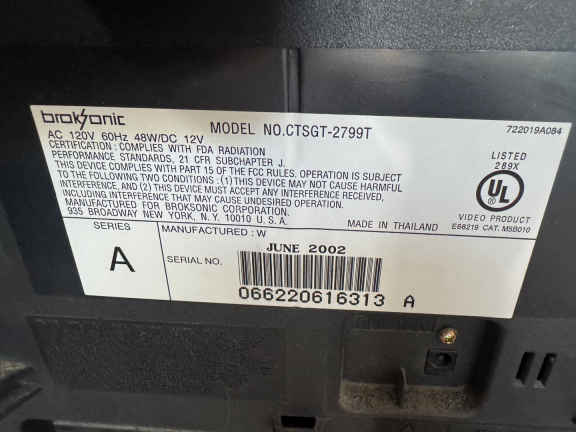 broksonic
MODEL NO.CTSGT-2799T
722019A084
AC 120V 60Hz 48W/DC 12V
CERTIFICATION : COMPLIES WITH FDA RADIATION
PERFORMANCE STANDARDS, 21 CFR SUBCHAPTER J.
THIS DEVICE COMPLIES WITH PART 15 OF THE FCC RULES. OPERATION IS SUBJECT
TO THE FOLLOWING TWO CONDITIONS : (1)THIS DEVICE MAY NOT CAUSE HARMFUL
INTERFERENCE, AND (2)THIS DEVICE MUST ACCEPT ANY INTERFERENCE RECEIVED,
INCLUDING INTERFERENCE THAT MAY CAUSE UNDESIRED OPERATION.
MANUFACTURED FOR BROKSONIC CORPORATION.
935 BROADWAY NEW YORK, N.Y. 10010 U.S.A.
MADE IN THAILAND
LISTED
289X
UL
VIDEO PRODUCT
E66219 CAT. MSB010
SERIES
A
MANUFACTURED : W
JUNE 2002
SERIAL NO.
066220616313 A